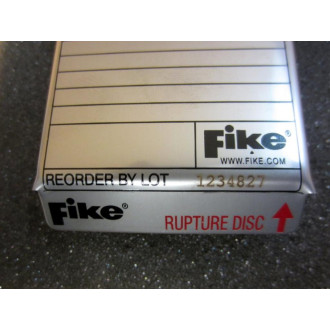 Fike®
WWW.FIKE.COM
REORDER BY LOT 1234827
Fike® RUPTURE DISC